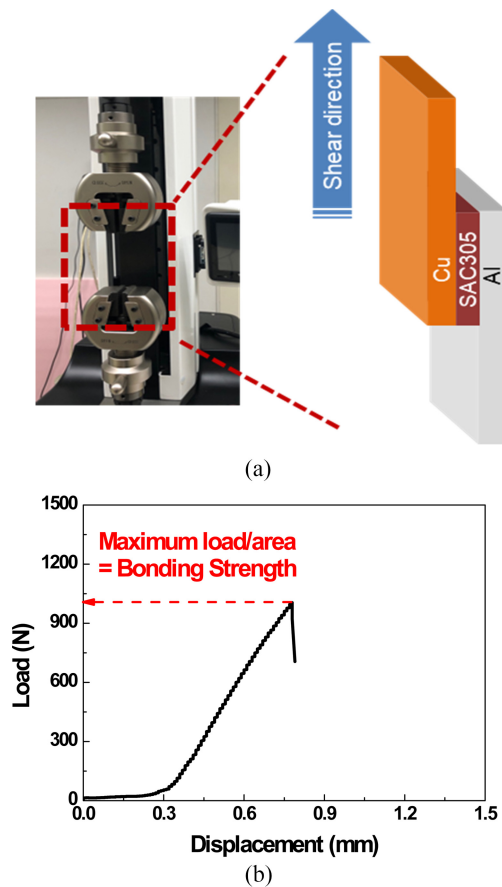 Shear direction
Cu
SAC305
Al
(a)
1500
1200
900
600
300
0
Load (N)
Maximum load/area
= Bonding Strength
0.0
0.3
0.6
0.9
1.2
1.5
Displacement (mm)
(b)